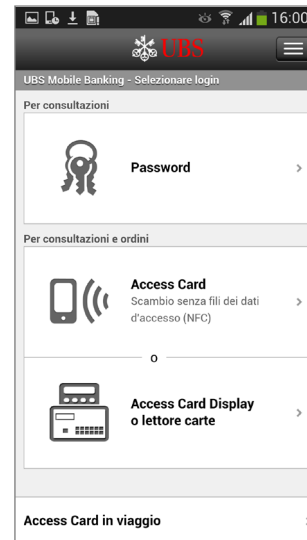 16:00
UBS
UBS Mobile Banking - Selezionare login
Per consultazioni
Password
Per consultazioni e ordini
Access Card
Scambio senza fili dei dati
d'accesso (NFC)
o
Access Card Display
o lettore carte
Access Card in viaggio